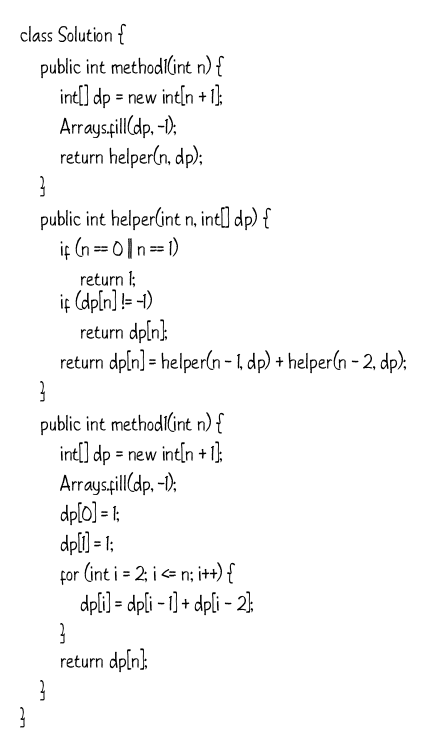 class Solution {
public int method1(int n) {
int[] dp = new int[n + 1];
Arrays.fill(dp, -1);
return helper(n, dp);
}
public int helper(int n, int[] dp) {
if (n == 0 || n == 1)
return 1;
if (dp[n] != -1)
return dp[n];
return dp[n] = helper(n - 1, dp) + helper(n - 2, dp);
}
public int method1(int n) {
int[] dp = new int[n + 1];
Arrays.fill(dp, -1);
dp[0] = 1;
dp[1] = 1;
for (int i = 2; i <= n; i++) {
dp[i] = dp[i - 1] + dp[i - 2];
}
return dp[n];
}
}